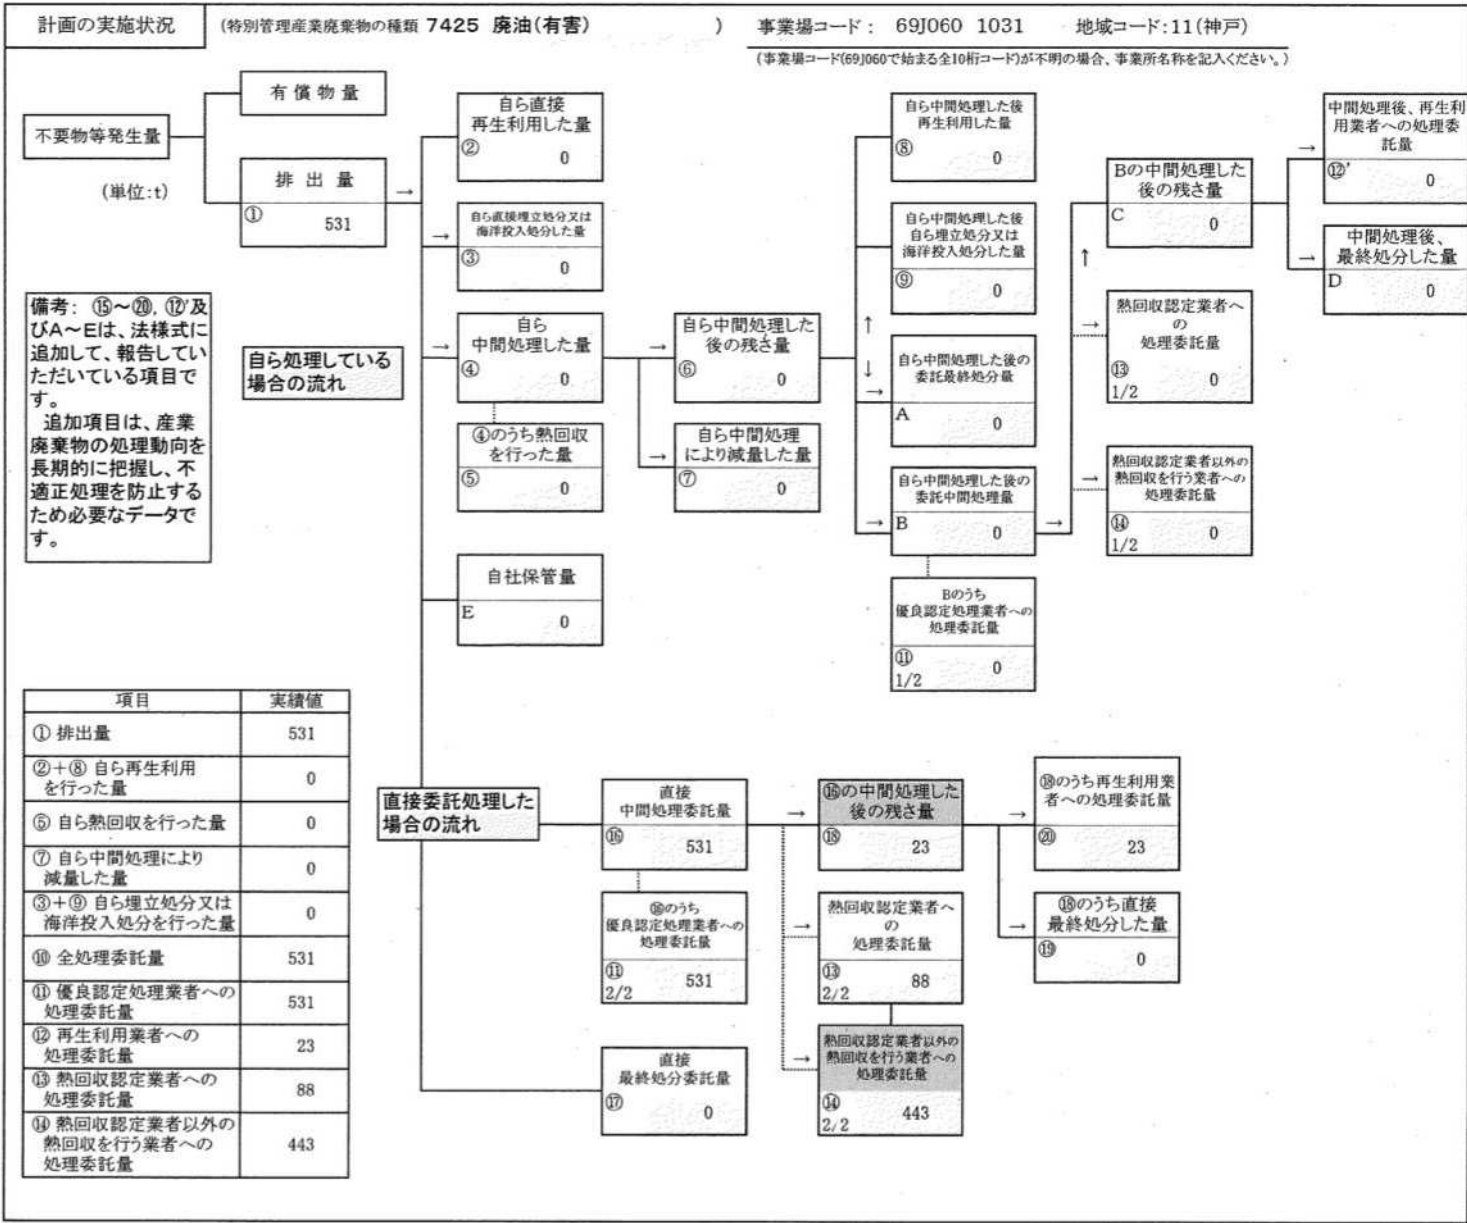 計画の実施状況
(特別管理産業廃棄物の種類 7425 廃油(有害) )
事業場コード: 69J060 1031 地域コード:11(神戸)
(事業場コード(69J060で始まる全10桁コード)が不明の場合、事業所名称を記入ください。)
不要物等発生量
(単位:t)
有償物量
排出量
① 531
→
備考: ⑮~⑳, ⑫'及
びA~Eは、法様式に
追加して、報告してい
ただいている項目で
す。
追加項目は、産業
廃棄物の処理動向を
長期的に把握し、不
適正処理を防止する
ため必要なデータで
す。
自ら処理している
場合の流れ
自ら直接
再生利用した量
② 0
→
自ら直接埋立処分又は
海洋投入処分した量
③ 0
→
自ら
中間処理した量
④ 0
④のうち熱回収
を行った量
⑤ 0
→
自ら中間処理した
後の残さ量
⑥ 0
→
自ら中間処理
により減量した量
⑦ 0
自ら中間処理した後
再生利用した量
⑧ 0
自ら中間処理した後
自ら埋立処分又は
海洋投入処分した量
⑨ 0
↑
↓
→
自ら中間処理した後の
委託最終処分量
A 0
→
自ら中間処理した後の
委託中間処理量
B 0
Bのうち
優良認定処理業者への
処理委託量
⑪ 0
1/2
→
↑
Bの中間処理した
後の残さ量
C 0
→
熱回収認定業者へ
の
処理委託量
⑬ 0
1/2
→
熱回収認定業者以外の
熱回収を行う業者への
処理委託量
⑭ 0
1/2
→
中間処理後、再生利
用業者への処理委
託量
⑫' 0
→
中間処理後、
最終処分した量
D 0
自社保管量
E 0
項目 実績値
① 排出量 531
②+⑧ 自ら再生利用
を行った量 0
⑤ 自ら熱回収を行った量 0
⑦ 自ら中間処理により
減量した量 0
③+⑨ 自ら埋立処分又は
海洋投入処分を行った量 0
⑩ 全処理委託量 531
⑪ 優良認定処理業者への
処理委託量 531
⑫ 再生利用業者への
処理委託量 23
⑬ 熱回収認定業者への
処理委託量 88
⑭ 熱回収認定業者以外の
熱回収を行う業者への
処理委託量 443
直接委託処理した
場合の流れ
直接
中間処理委託量
⑯ 531
⑯のうち
優良認定処理業者への
処理委託量
⑪ 531
2/2
直接
最終処分委託量
⑰ 0
→
⑯の中間処理した
後の残さ量
⑱ 23
→
熱回収認定業者へ
の
処理委託量
⑬ 88
2/2
→
熱回収認定業者以外の
熱回収を行う業者への
処理委託量
⑭ 443
2/2
→
⑱のうち再生利用業
者への処理委託量
⑳ 23
→
⑱のうち直接
最終処分した量
⑲ 0